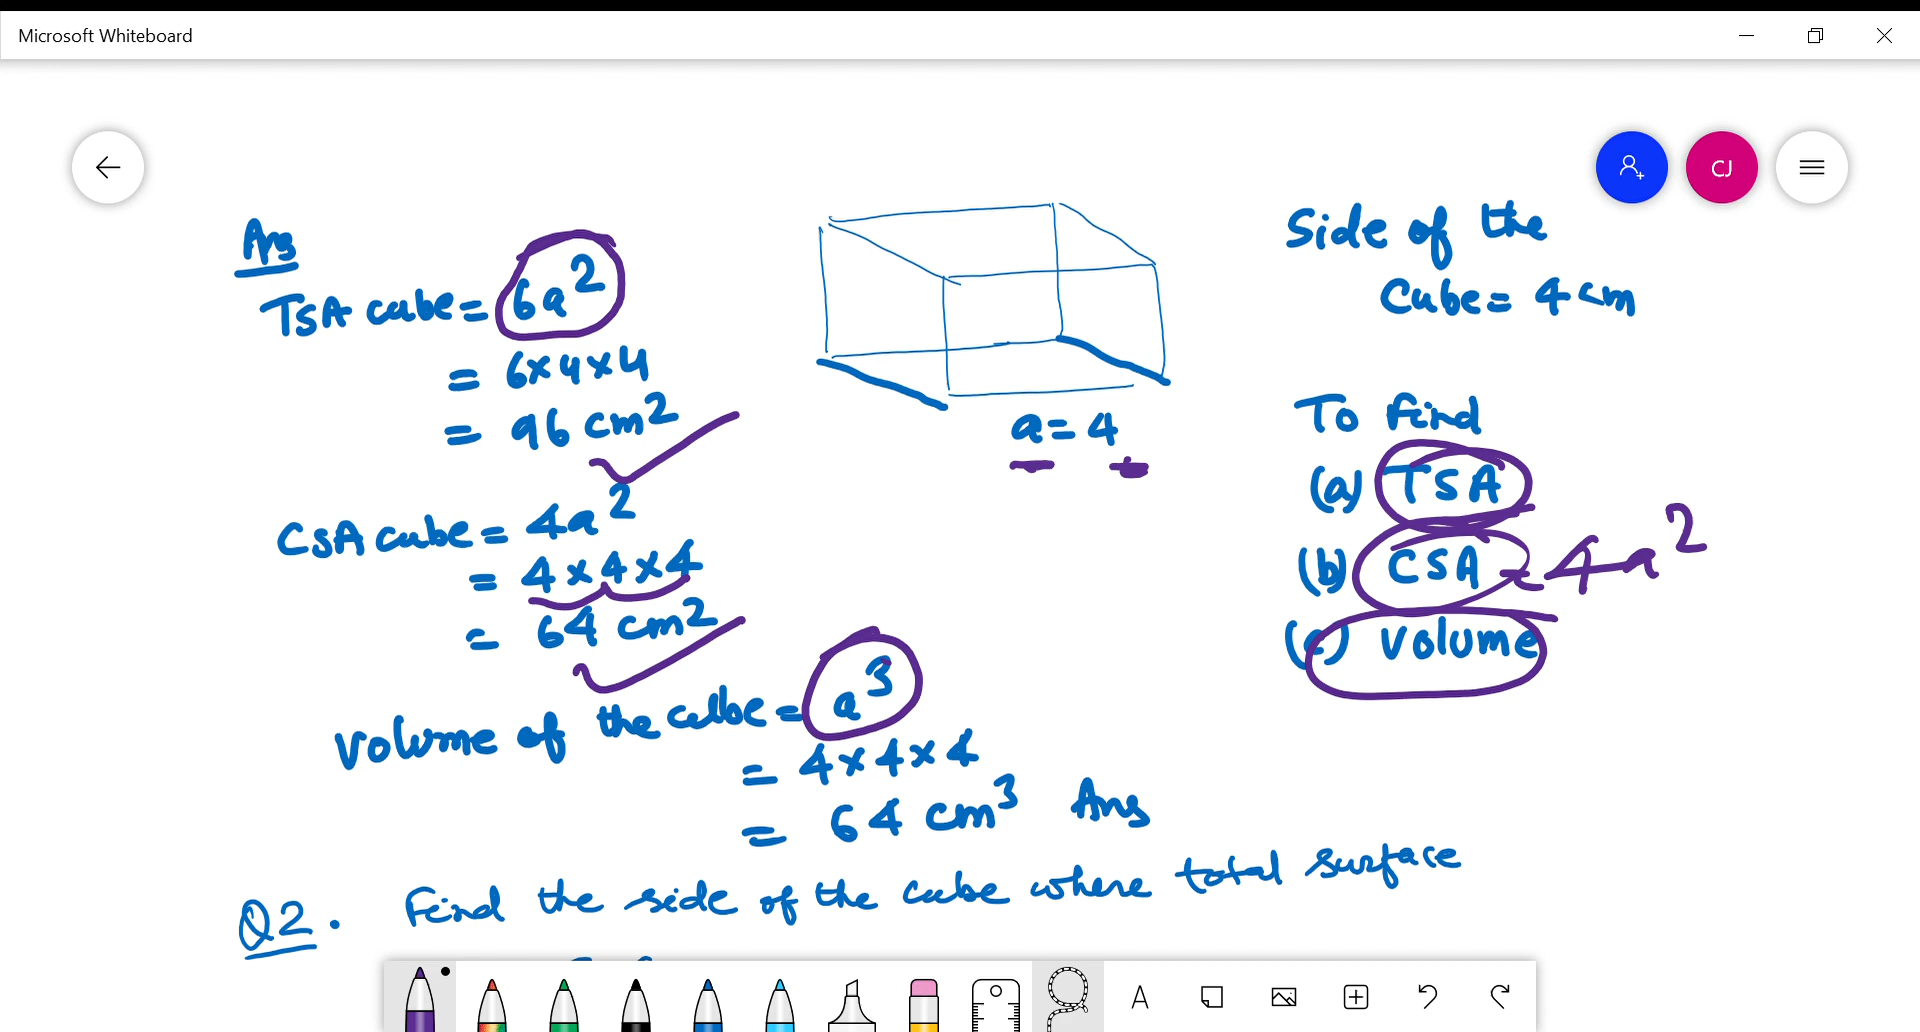 Microsoft Whiteboard
CJ
Ans
TSA cube = 6a²
= 6×4×4
= 96 cm²
CSA cube = 4a²
= 4×4×4
= 64 cm²
Volume of the cube = a³
= 4×4×4
= 64 cm³ Ans
a = 4
Side of the
Cube = 4 cm
To Find
(a) TSA
(b) CSA = 4a²
(c) Volume
Q2. Find the side of the cube where total surface
A